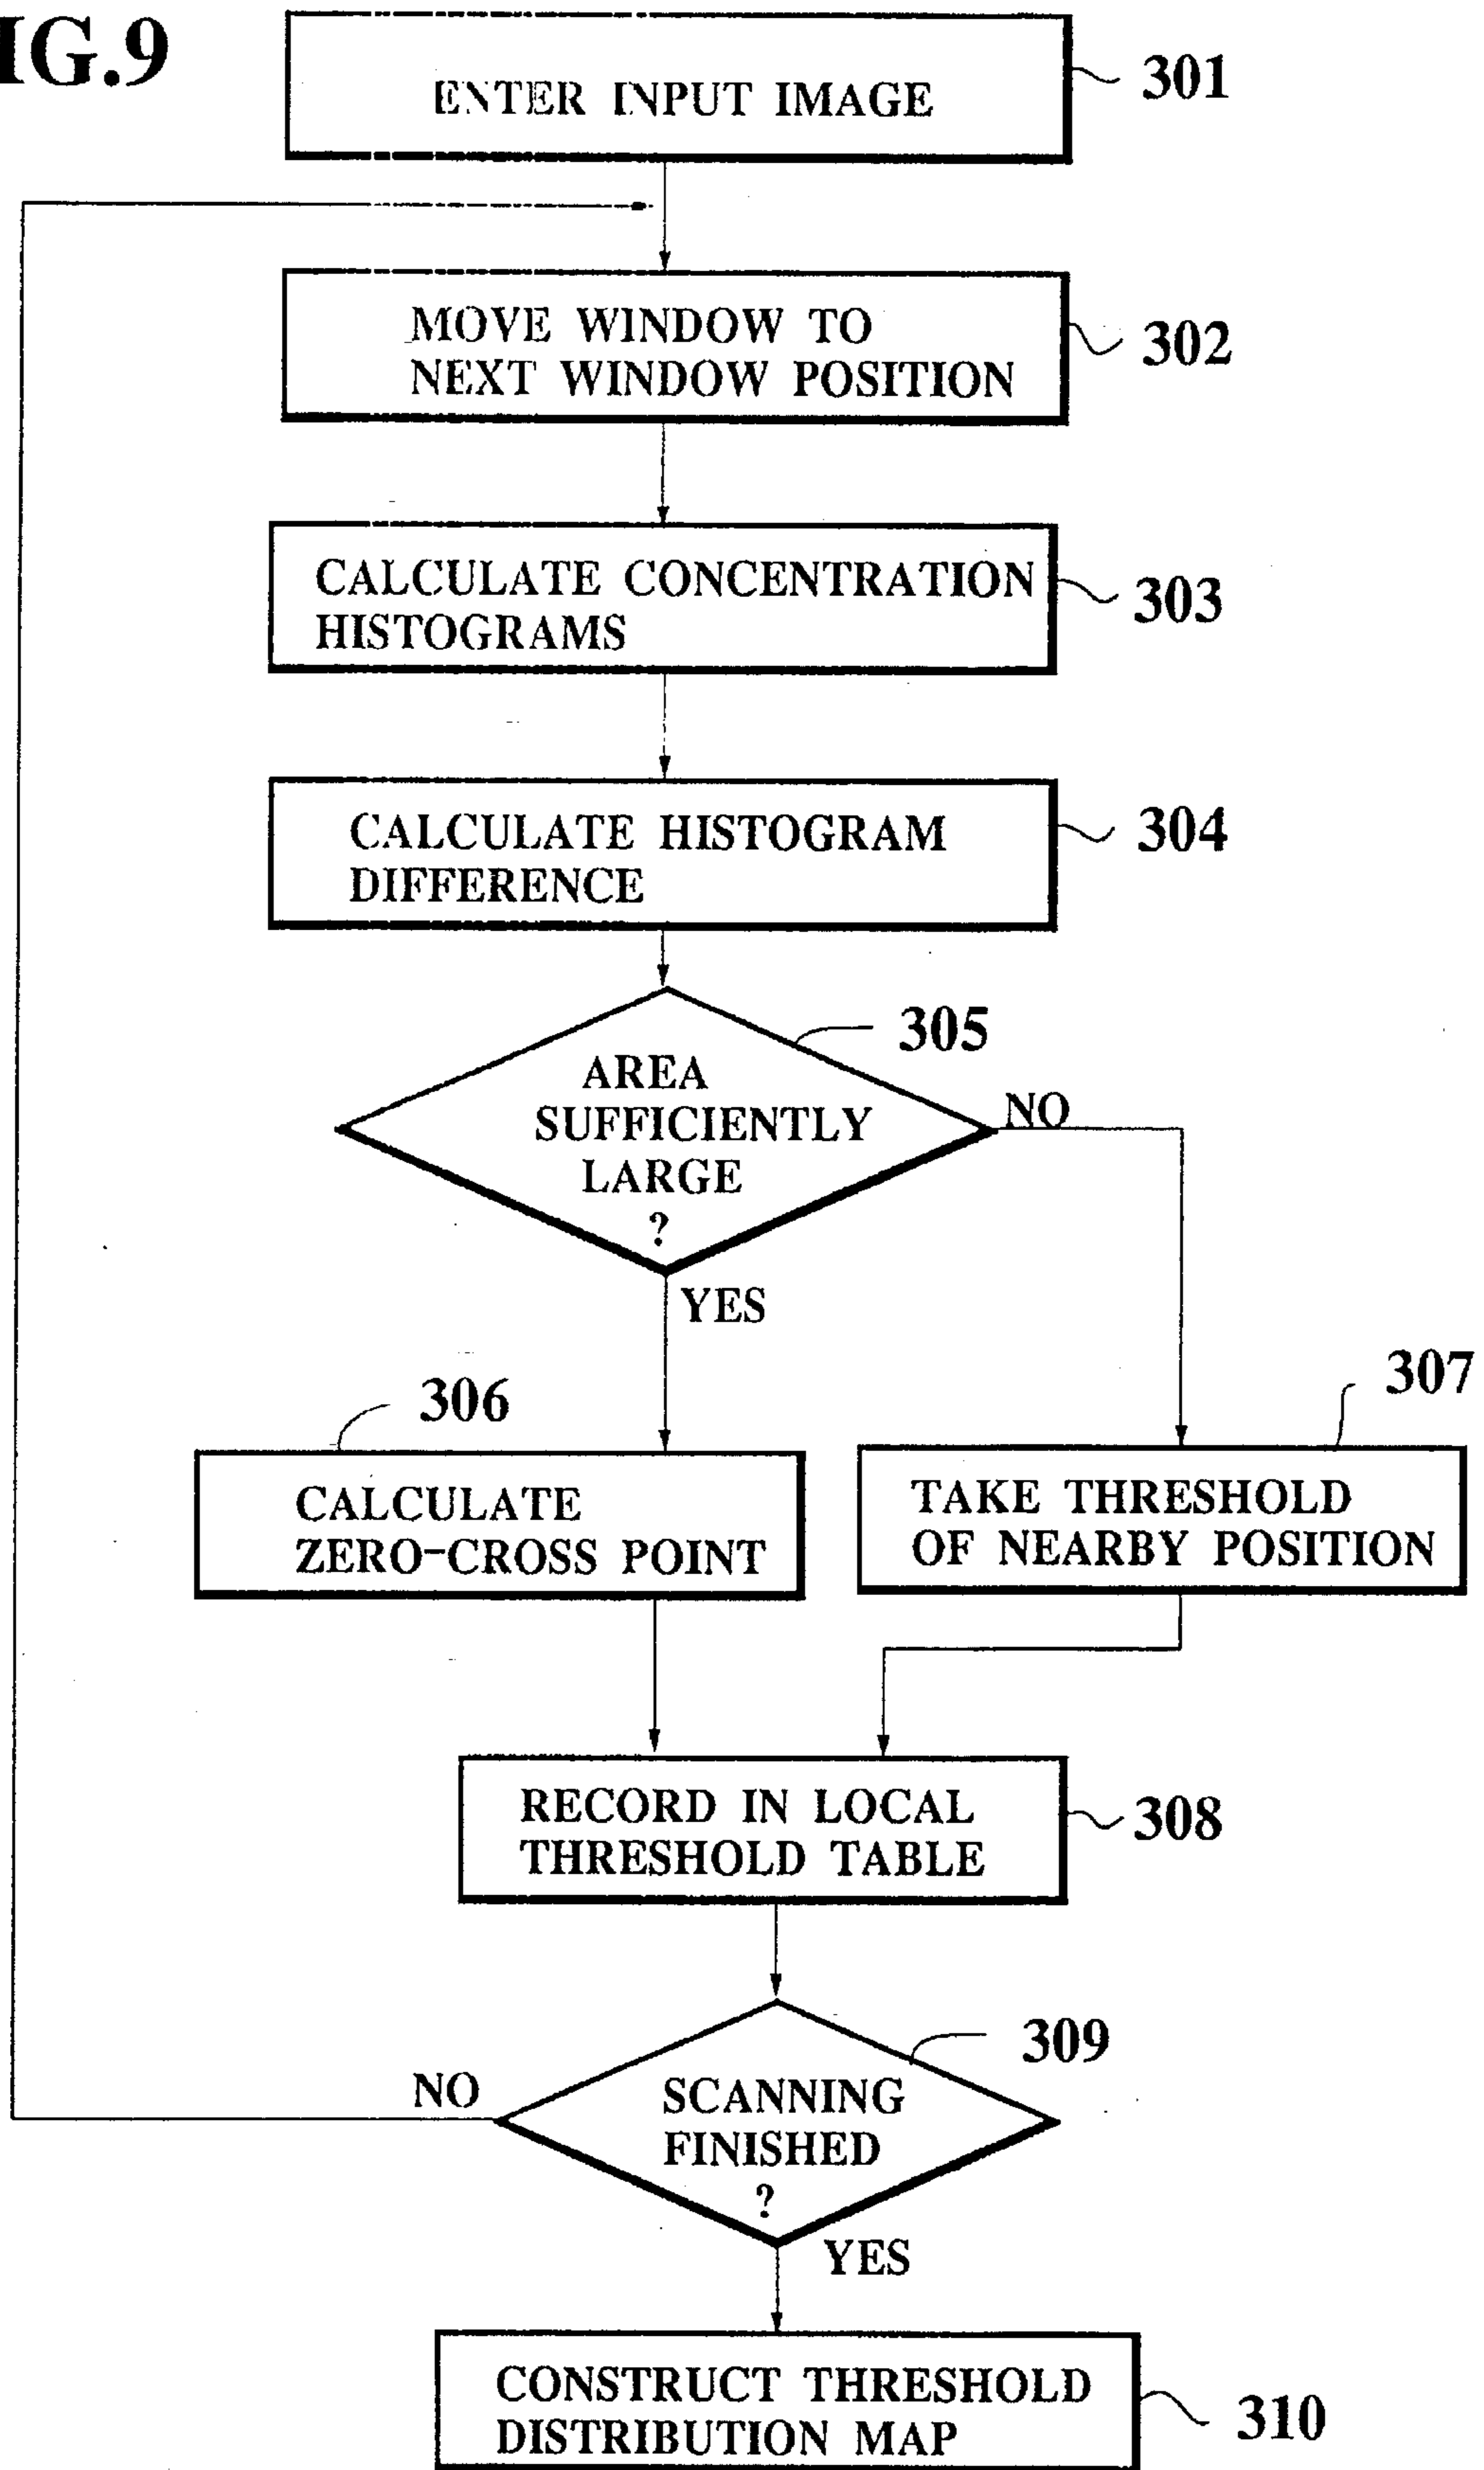 IG.9
ENTER INPUT IMAGE
301
MOVE WINDOW TO
NEXT WINDOW POSITION
302
CALCULATE CONCENTRATION
HISTOGRAMS
303
CALCULATE HISTOGRAM
DIFFERENCE
304
305
AREA
SUFFICIENTLY
LARGE
?
NO
YES
306
CALCULATE
ZERO-CROSS POINT
307
TAKE THRESHOLD
OF NEARBY POSITION
RECORD IN LOCAL
THRESHOLD TABLE
308
309
SCANNING
FINISHED
?
NO
YES
CONSTRUCT THRESHOLD
DISTRIBUTION MAP
310